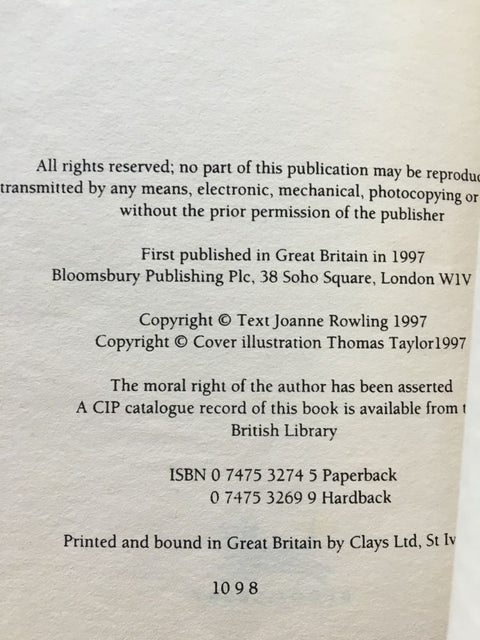 All rights reserved; no part of this publication may be
transmitted by any means, electronic, mechanical, photocopying or
without the prior permission of the publisher
First published in Great Britain in 1997
Bloomsbury Publishing Plc, 38 Soho Square, London W1V
Copyright © Text Joanne Rowling 1997
Copyright © Cover illustration Thomas Taylor1997
The moral right of the author has been asserted
A CIP catalogue record of this book is available from
British Library
ISBN 0 7475 3274 5 Paperback
0 7475 3269 9 Hardback
Printed and bound in Great Britain by Clays Ltd, St
10 9 8